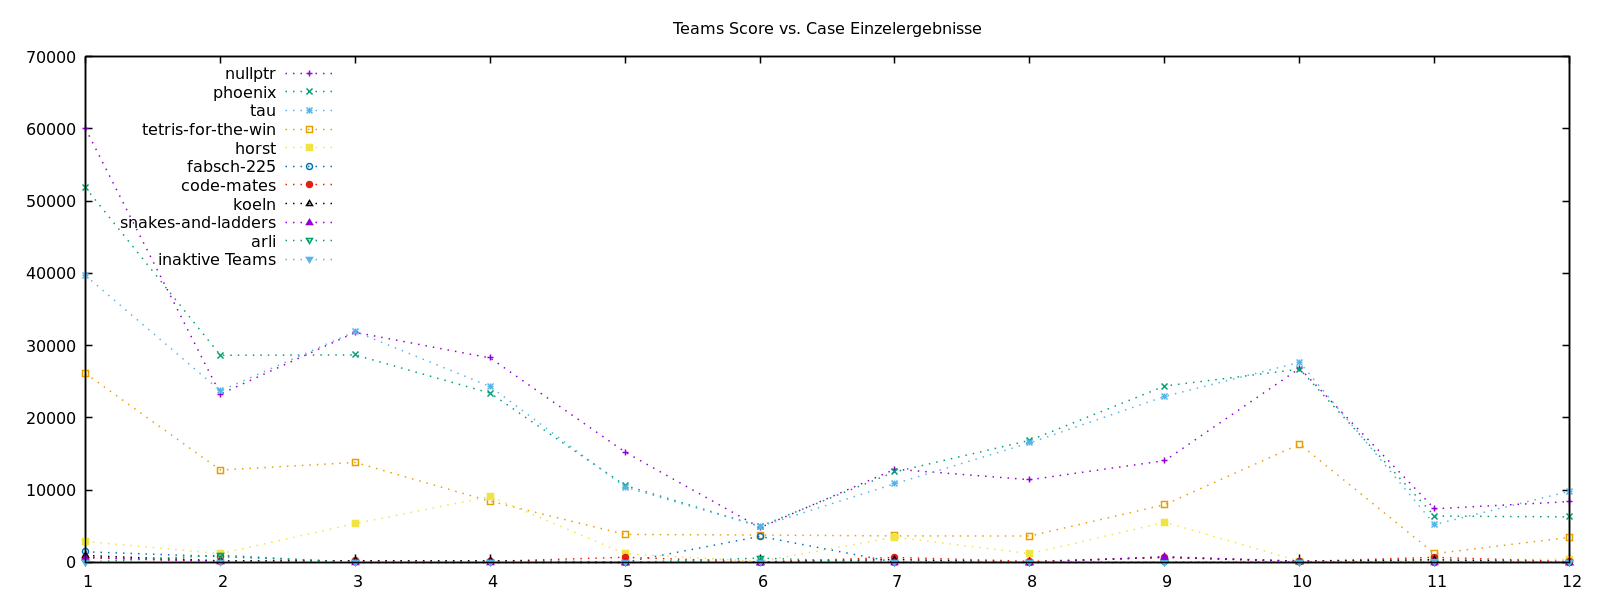 Teams Score vs. Case Einzelergebnisse
70000
60000
50000
40000
30000
20000
10000
0
nullptr
phoenix
tau
tetris-for-the-win
horst
fabsch-225
code-mates
koeln
snakes-and-ladders
arli
inaktive Teams
1 2 3 4 5 6 7 8 9 10 11 12